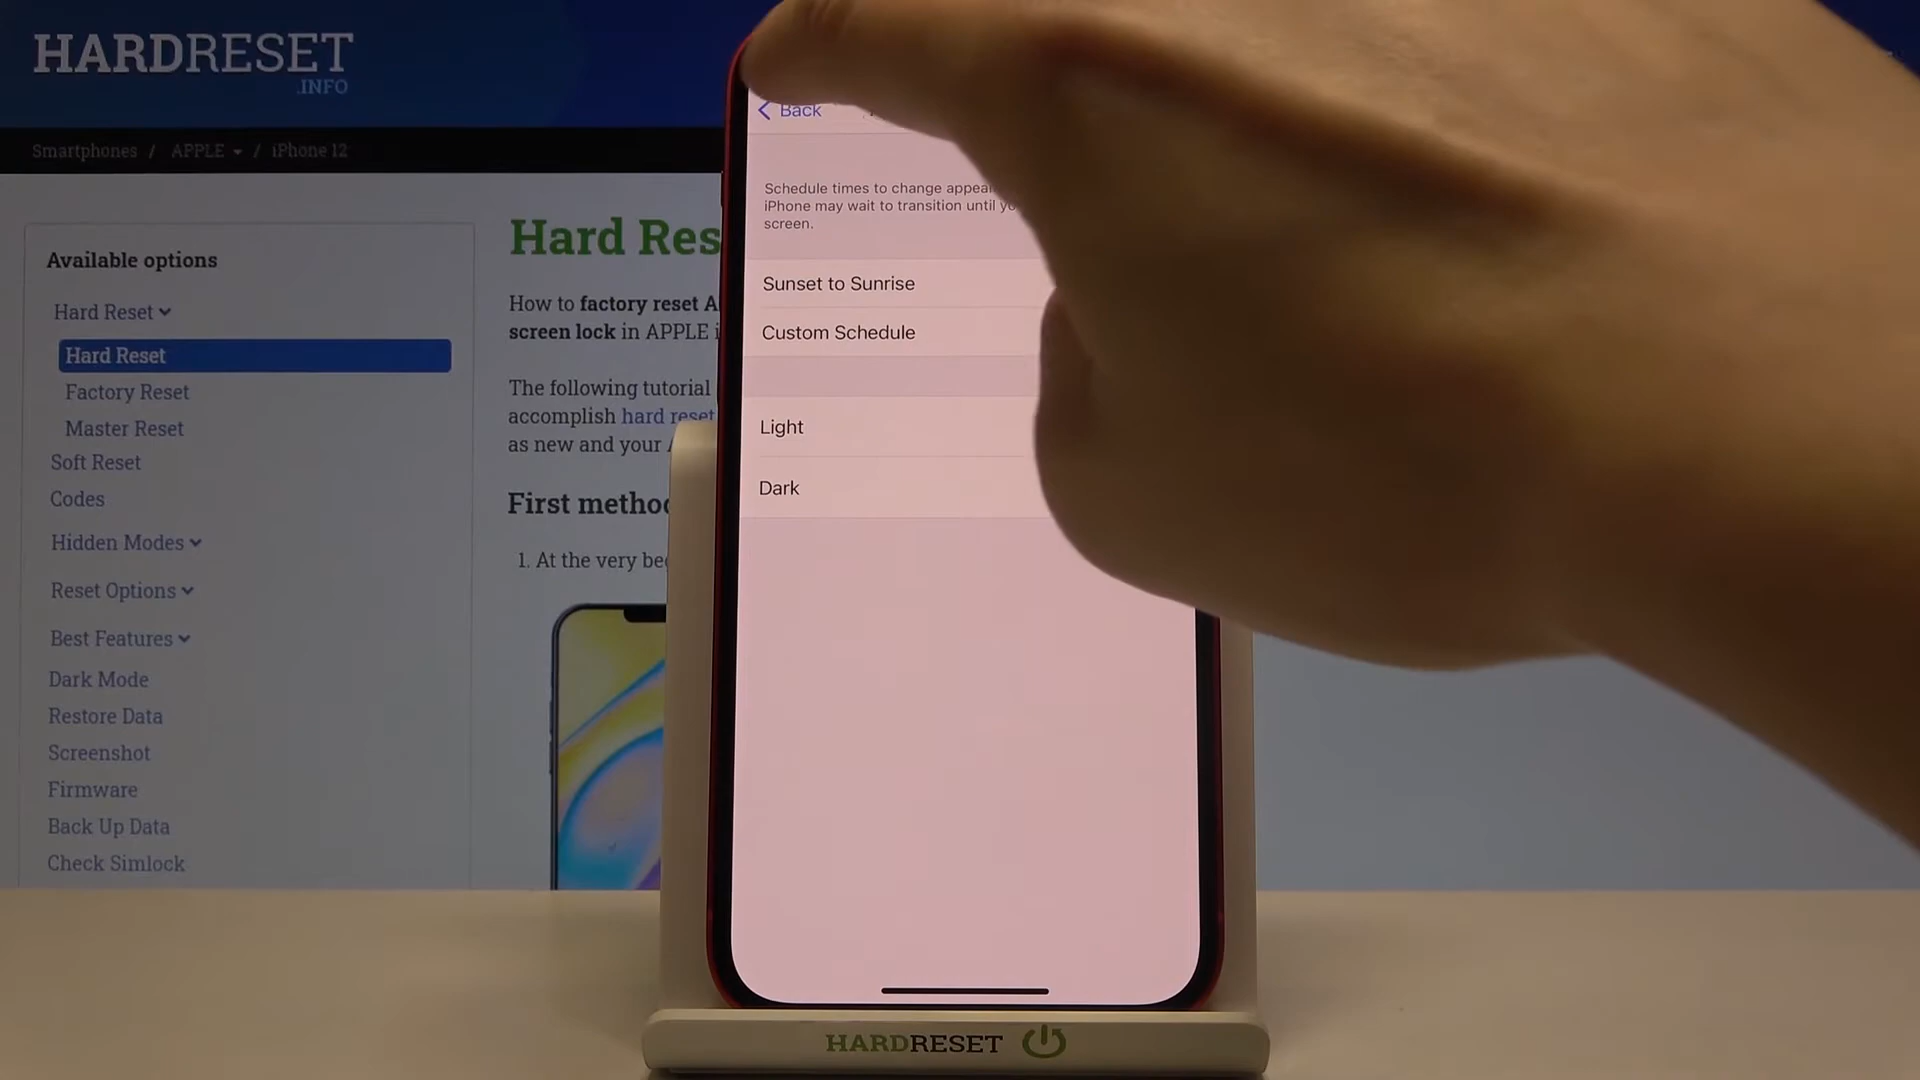 HARDRESET
.INFO
Smartphones / APPLE / iPhone 12
Available options
Hard Reset
Hard Reset
Factory Reset
Master Reset
Soft Reset
Codes
Hidden Modes
Reset Options
Best Features
Dark Mode
Restore Data
Screenshot
Firmware
Back Up Data
Check Simlock
Hard Res
How to factory reset A
screen lock in APPLE i
The following tutorial
accomplish hard reset
as new and your
First method
1. At the very be
Back
Schedule times to change appea
iPhone may wait to transition until yo
screen.
Sunset to Sunrise
Custom Schedule
Light
Dark
HARDRESET